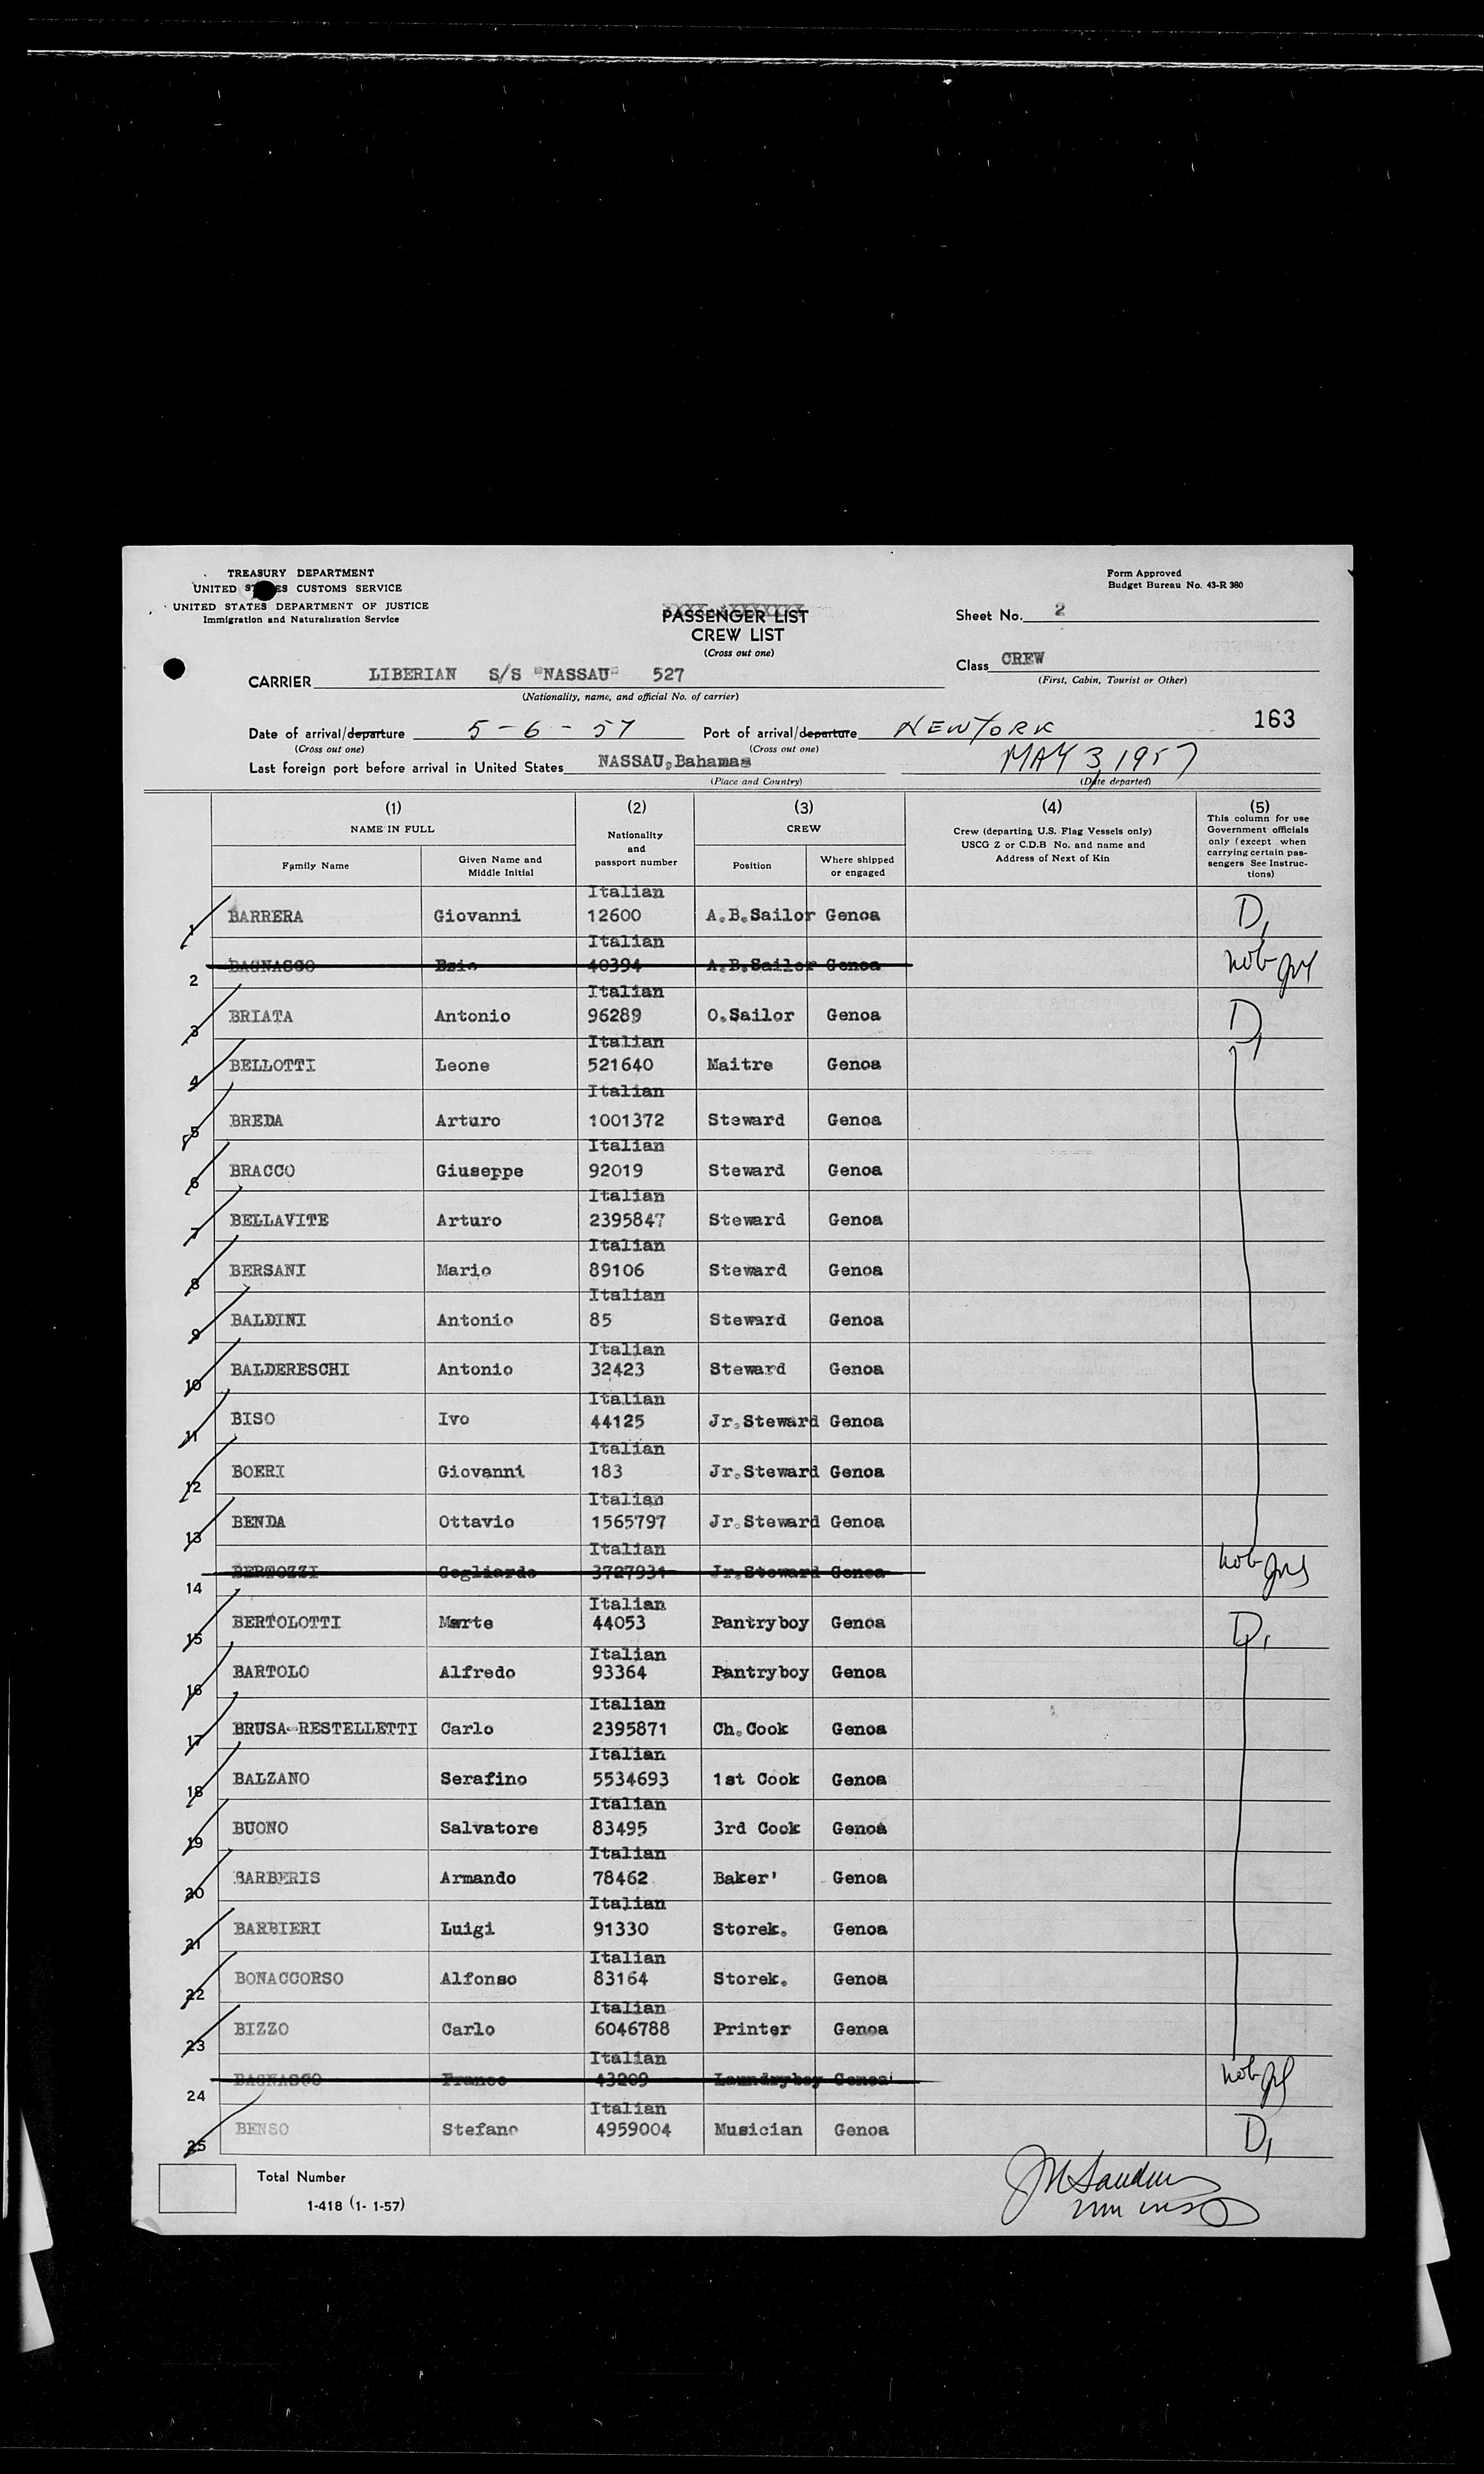 TREASURY DEPARTMENT
UNITED STATES CUSTOMS SERVICE
UNITED STATES DEPARTMENT OF JUSTICE
Immigration and Naturalization Service
Form Approved
Budget Bureau No. 43-R 380
PASSENGER LIST
CREW LIST
(Cross out one)
Sheet No. 2
Class CREW
(First, Cabin, Tourist or Other)
CARRIER LIBERIAN S/S "NASSAU" 527
(Nationality, name, and official No. of carrier)
163
Date of arrival/departure 5-6-57 Port of arrival/departure NEW YORK
(Cross out one) (Cross out one)
Last foreign port before arrival in United States NASSAU, Bahamas MAY 3, 1957
(Place and Country) (Date departed)
(1) (2) (3) (4) (5)
NAME IN FULL Nationality and passport number CREW
Family Name Given Name and Middle Initial Position Where shipped or engaged
Crew (departing U.S. Flag Vessels only) USCG Z or C.D.B No. and name and Address of Next of Kin
This column for use Government officials only (except when carrying certain passengers See Instructions)
1 BARRERA Giovanni Italian 12600 A.B.Sailor Genoa D,
2 BAGNASCO Ezio Italian 40394 A.B.Sailor Genoa
3 BRIATA Antonio Italian 96289 O.Sailor Genoa D,
4 BELLOTTI Leone Italian 521640 Maitre Genoa
5 BREDA Arturo Italian 1001372 Steward Genoa
6 BRACCO Giuseppe Italian 92019 Steward Genoa
7 BELLAVITE Arturo Italian 2395847 Steward Genoa
8 BERSANI Mario Italian 89106 Steward Genoa
9 BALDINI Antonio Italian 85 Steward Genoa
10 BALDERESCHI Antonio Italian 32423 Steward Genoa
11 BISO Ivo Italian 44125 Jr.Steward Genoa
12 BOERI Giovanni Italian 183 Jr.Steward Genoa
13 BENDA Ottavio Italian 1565797 Jr.Steward Genoa
14 BERTOZZI Gogliardo Italian 3727931 Jr.Steward Genoa
15 BERTOLOTTI Marte Italian 44053 Pantryboy Genoa D,
16 BARTOLO Alfredo Italian 93364 Pantryboy Genoa
17 BRUSA-RESTELLETTI Carlo Italian 2395871 Ch.Cook Genoa
18 BALZANO Serafino Italian 5534693 1st Cook Genoa
19 BUONO Salvatore Italian 83495 3rd Cook Genoa
20 BARBERIS Armando Italian 78462 Baker' Genoa
21 BARBIERI Luigi Italian 91330 Storek. Genoa
22 BONACCORSO Alfonso Italian 83164 Storek. Genoa
23 BIZZO Carlo Italian 6046788 Printer Genoa
24 BAGNASCO Franco Italian 43209 Laundryboy Genoa
25 BENSO Stefano Italian 4959004 Musician Genoa D,
Total Number
1-418 (1- 1-57)